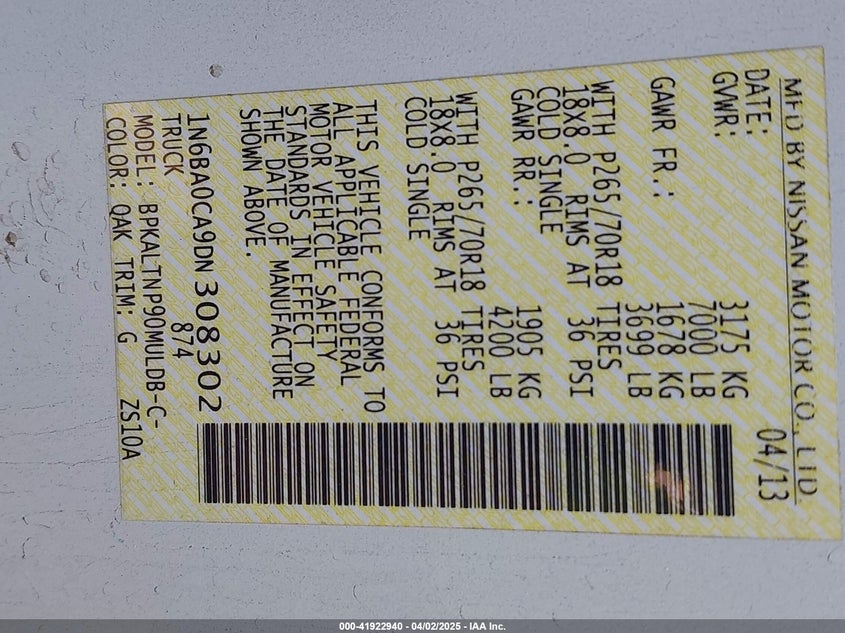 MFD BY NISSAN MOTOR CO., LTD.
DATE: 04/13
GVWR: 3175 KG
7000 LB
GAWR FR.: 1678 KG
3699 LB
WITH P265/70R18 TIRES
18X8.0 RIMS AT 36 PSI
COLD SINGLE
GAWR RR.: 1905 KG
4200 LB
WITH P265/70R18 TIRES
18X8.0 RIMS AT 36 PSI
COLD SINGLE
THIS VEHICLE CONFORMS TO
ALL APPLICABLE FEDERAL
MOTOR VEHICLE SAFETY
STANDARDS IN EFFECT ON
THE DATE OF MANUFACTURE
SHOWN ABOVE.
1N6BA0CA9DN308302
TRUCK 874
MODEL: BPKALTNP90MULDB-C-
COLOR: QAK TRIM: G ZS10A
000-41922940 - 04/02/2025 - IAA Inc.